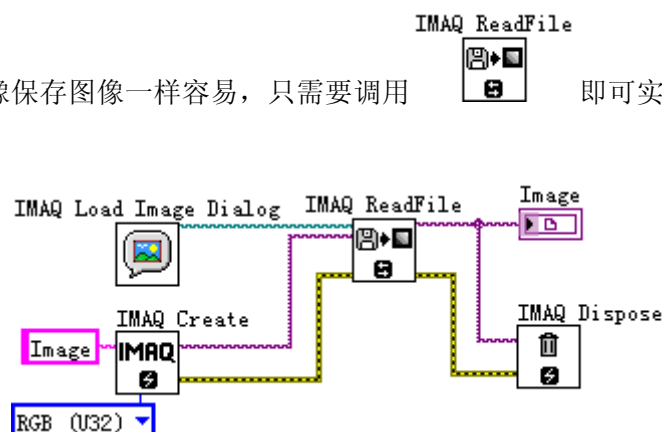 IMAQ ReadFile
像保存图像一样容易，只需要调用 即可实
Image
IMAQ Load Image Dialog IMAQ ReadFile
IMAQ Create
IMAQ Dispose
Image
IMAQ
RGB (U32)